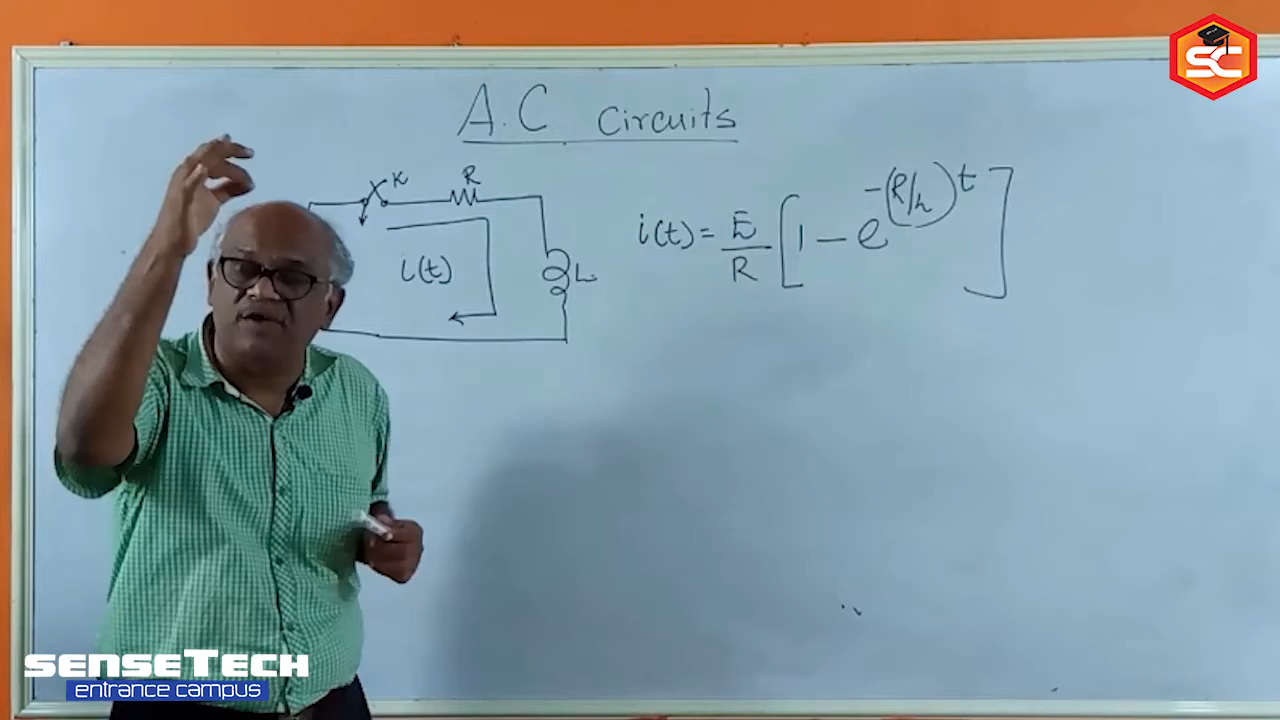 SC
A.C circuits
K
R
i(t)
L
i(t) = E/R [1 - e^-(R/L)t]
SENSETECH
entrance campus